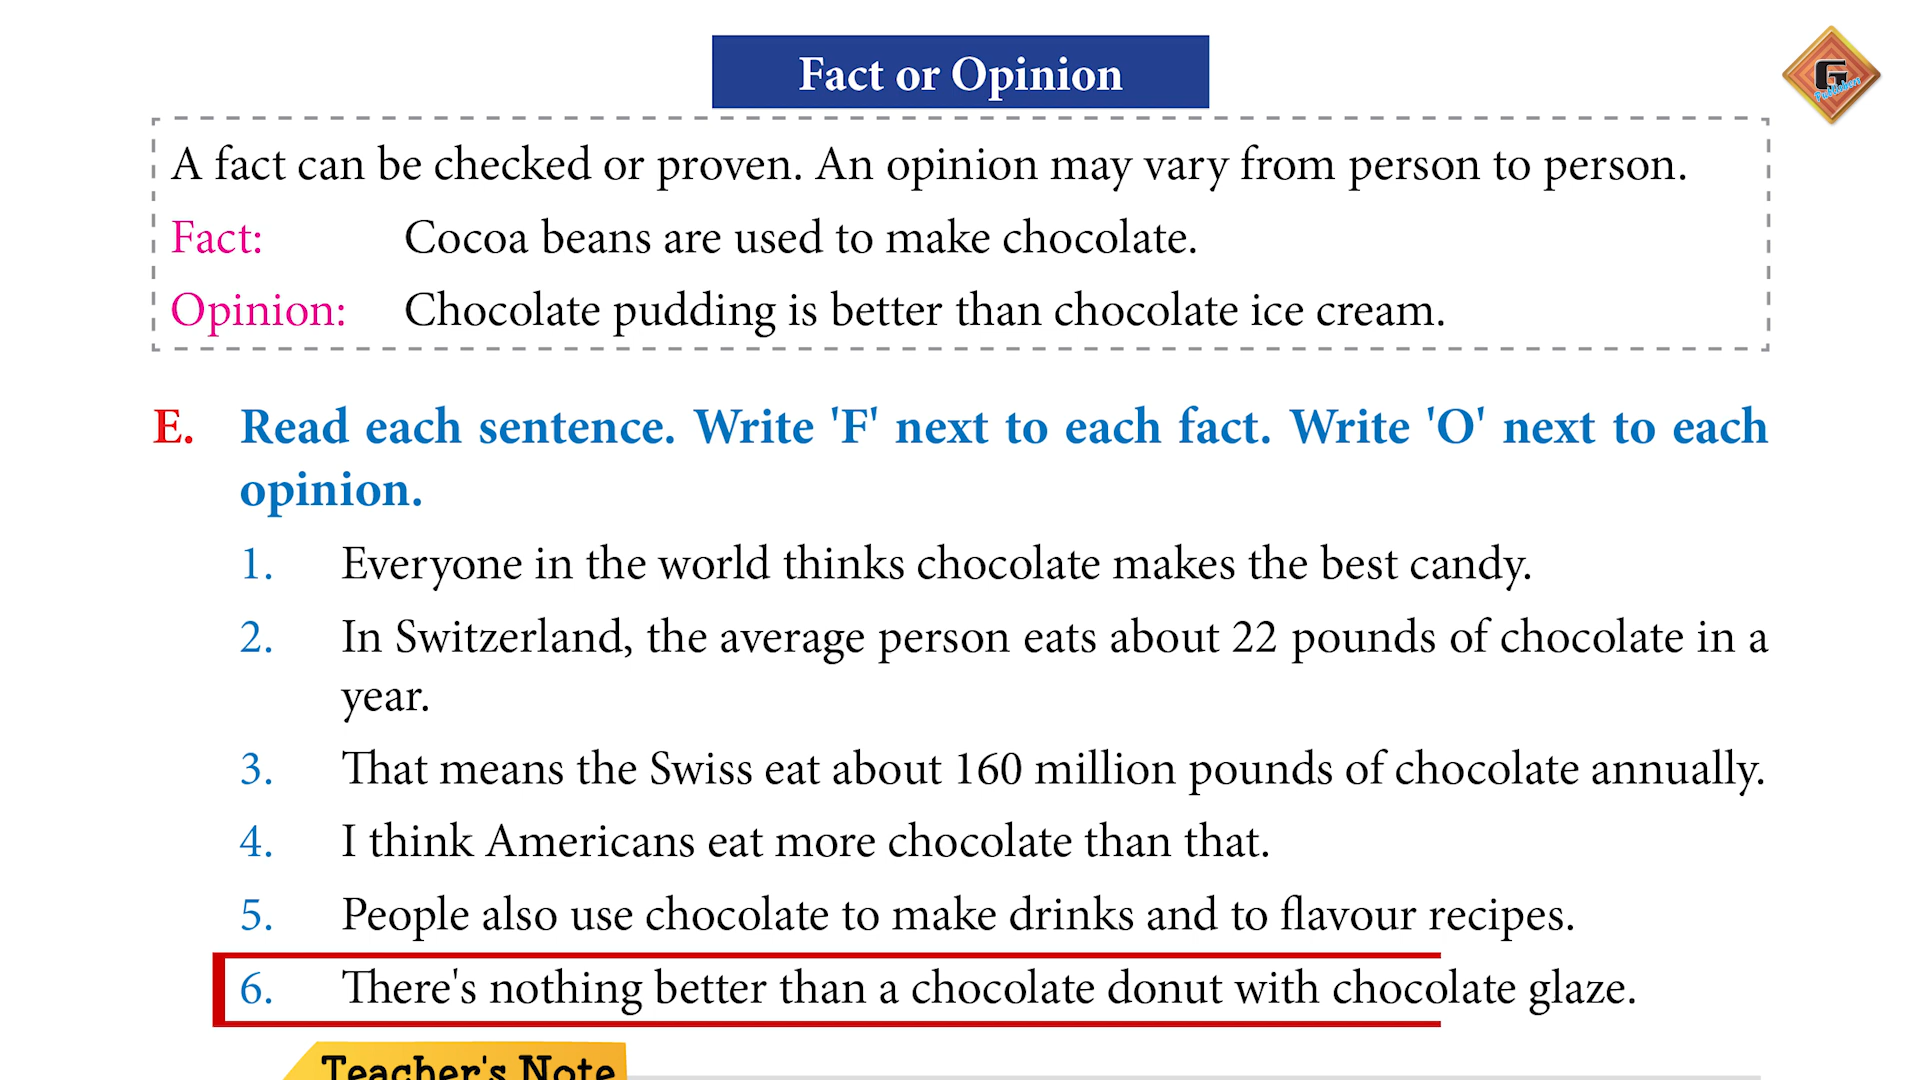 Fact or Opinion
G
Publishers
A fact can be checked or proven. An opinion may vary from person to person.
Fact: Cocoa beans are used to make chocolate.
Opinion: Chocolate pudding is better than chocolate ice cream.
E. Read each sentence. Write 'F' next to each fact. Write 'O' next to each
opinion.
1. Everyone in the world thinks chocolate makes the best candy.
2. In Switzerland, the average person eats about 22 pounds of chocolate in a
year.
3. That means the Swiss eat about 160 million pounds of chocolate annually.
4. I think Americans eat more chocolate than that.
5. People also use chocolate to make drinks and to flavour recipes.
6. There's nothing better than a chocolate donut with chocolate glaze.
Teacher's Note